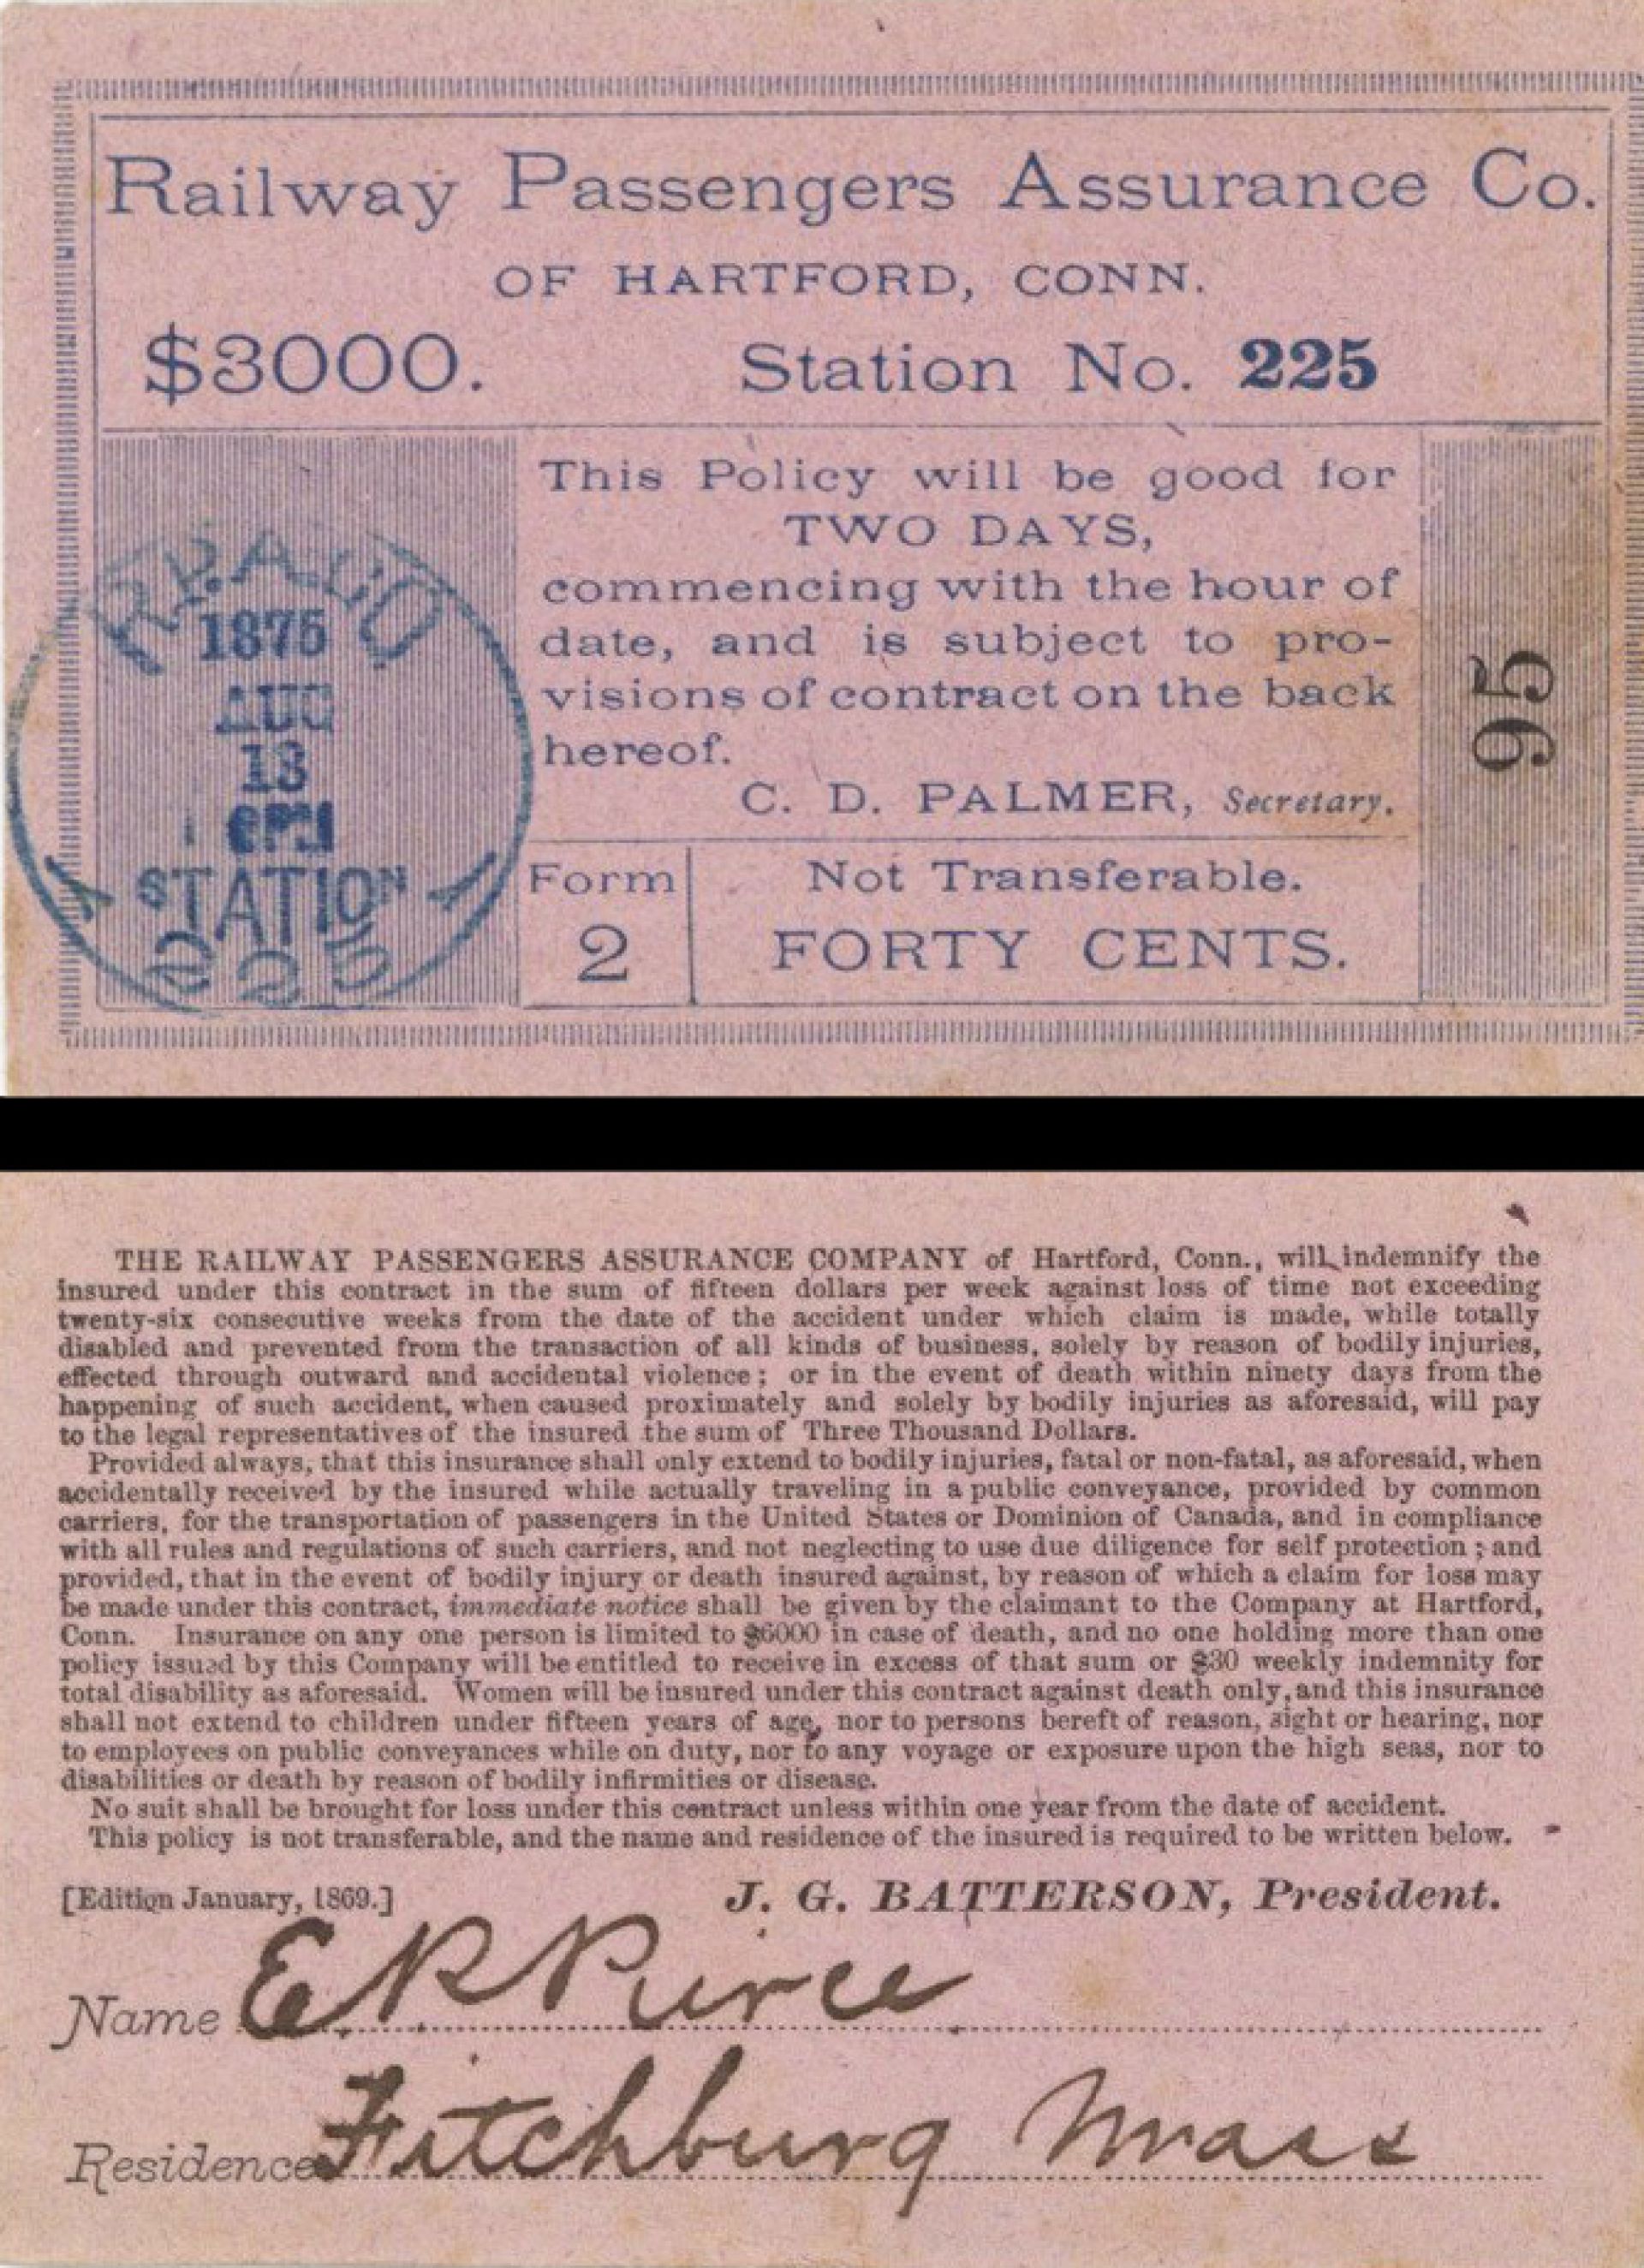 Railway Passengers Assurance Co.
OF HARTFORD, CONN.
$3000. Station No. 225
This Policy will be good for
TWO DAYS,
commencing with the hour of
date, and is subject to pro-
visions of contract on the back
hereof.
C. D. PALMER, Secretary.
Form
2
Not Transferable.
FORTY CENTS.
95
R.P.A.CO
1875
AUG
13
STATION
225
THE RAILWAY PASSENGERS ASSURANCE COMPANY of Hartford, Conn., will indemnify the
insured under this contract in the sum of fifteen dollars per week against loss of time not exceeding
twenty-six consecutive weeks from the date of the accident under which claim is made, while totally
disabled and prevented from the transaction of all kinds of business, solely by reason of bodily injuries,
effected through outward and accidental violence; or in the event of death within ninety days from the
happening of such accident, when caused proximately and solely by bodily injuries as aforesaid, will pay
to the legal representatives of the insured the sum of Three Thousand Dollars.
Provided always, that this insurance shall only extend to bodily injuries, fatal or non-fatal, as aforesaid, when
accidentally received by the insured while actually traveling in a public conveyance, provided by common
carriers, for the transportation of passengers in the United States or Dominion of Canada, and in compliance
with all rules and regulations of such carriers, and not neglecting to use due diligence for self protection; and
provided, that in the event of bodily injury or death insured against, by reason of which a claim for loss may
be made under this contract, immediate notice shall be given by the claimant to the Company at Hartford,
Conn. Insurance on any one person is limited to $6000 in case of death, and no one holding more than one
policy issued by this Company will be entitled to receive in excess of that sum or $30 weekly indemnity for
total disability as aforesaid. Women will be insured under this contract against death only, and this insurance
shall not extend to children under fifteen years of age, nor to persons bereft of reason, sight or hearing, nor
to employees on public conveyances while on duty, nor to any voyage or exposure upon the high seas, nor to
disabilities or death by reason of bodily infirmities or disease.
No suit shall be brought for loss under this contract unless within one year from the date of accident.
This policy is not transferable, and the name and residence of the insured is required to be written below.
[Edition January, 1869.] J. G. BATTERSON, President.
Name E R Pierce
Residence Fitchburg Mass